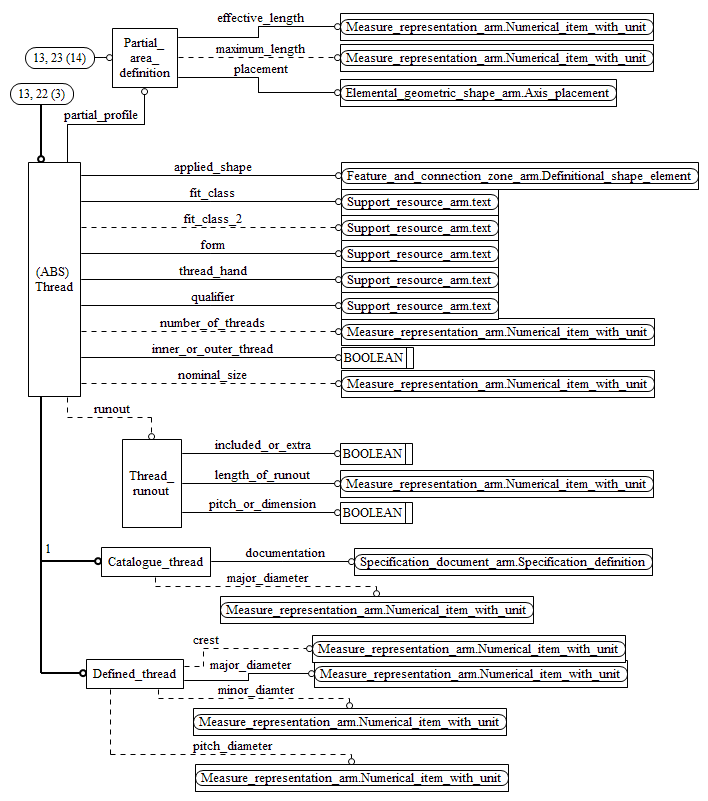 effective_length
Measure_representation_arm.Numerical_item_with_unit
13, 23 (14)
Partial_
area_
definition
maximum_length
Measure_representation_arm.Numerical_item_with_unit
placement
13, 22 (3)
Elemental_geometric_shape_arm.Axis_placement
partial_profile
(ABS)
Thread
applied_shape
Feature_and_connection_zone_arm.Definitional_shape_element
fit_class
Support_resource_arm.text
fit_class_2
Support_resource_arm.text
form
Support_resource_arm.text
thread_hand
Support_resource_arm.text
qualifier
Support_resource_arm.text
number_of_threads
Measure_representation_arm.Numerical_item_with_unit
inner_or_outer_thread
BOOLEAN
nominal_size
Measure_representation_arm.Numerical_item_with_unit
runout
Thread_
runout
included_or_extra
BOOLEAN
length_of_runout
Measure_representation_arm.Numerical_item_with_unit
pitch_or_dimension
BOOLEAN
1
Catalogue_thread
documentation
Specification_document_arm.Specification_definition
major_diameter
Measure_representation_arm.Numerical_item_with_unit
Defined_thread
crest
Measure_representation_arm.Numerical_item_with_unit
major_diameter
Measure_representation_arm.Numerical_item_with_unit
minor_diamter
Measure_representation_arm.Numerical_item_with_unit
pitch_diameter
Measure_representation_arm.Numerical_item_with_unit